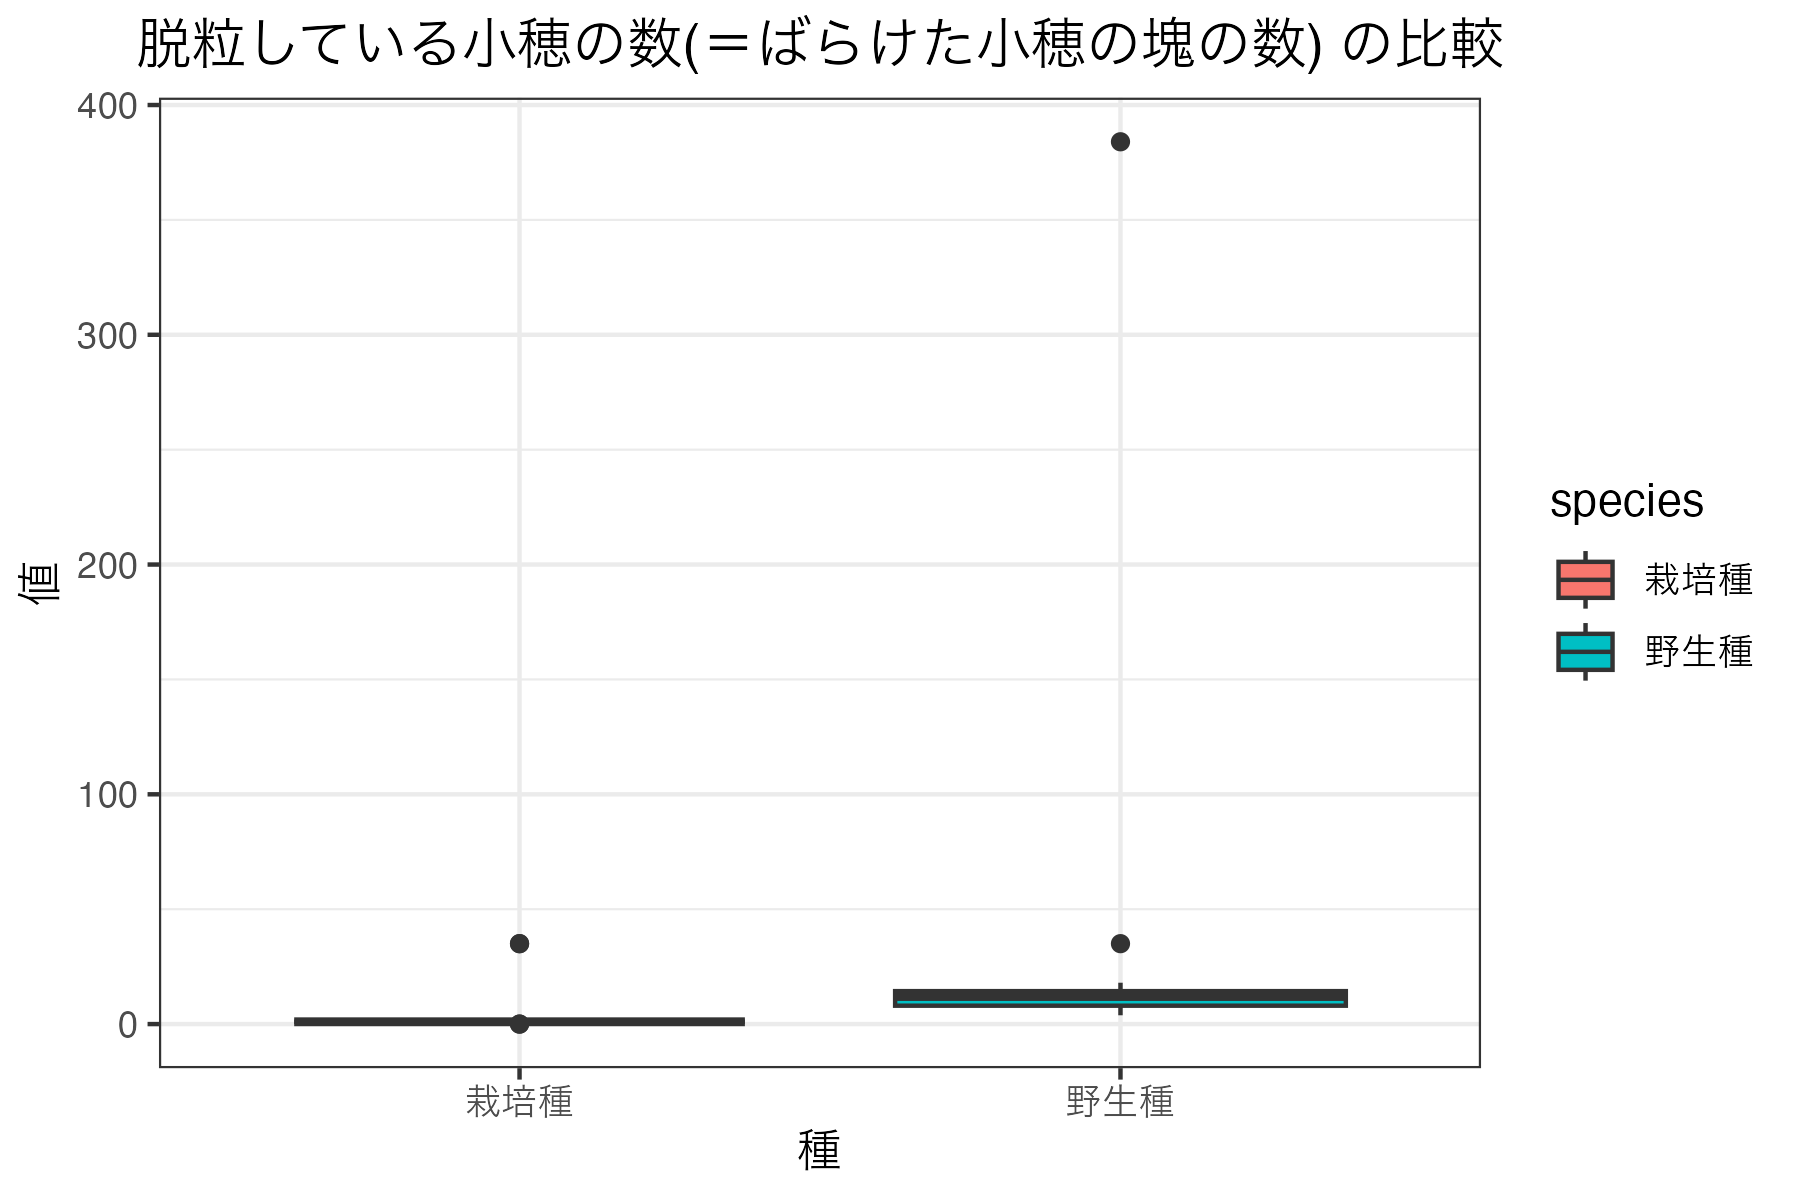 脱粒している小穂の数(＝ばらけた小穂の塊の数) の比較
400
300
200
100
0
値
栽培種
野生種
種
species
栽培種
野生種